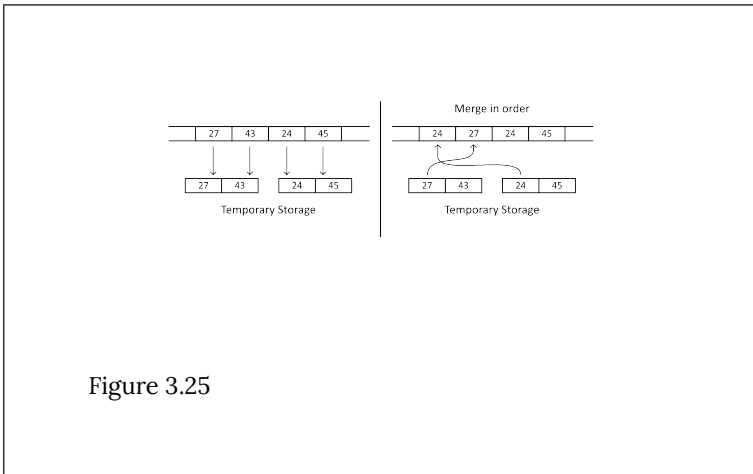 27 43 24 45
27 43 24 45
Temporary Storage
Merge in order
24 27 24 45
27 43 24 45
Temporary Storage
Figure 3.25